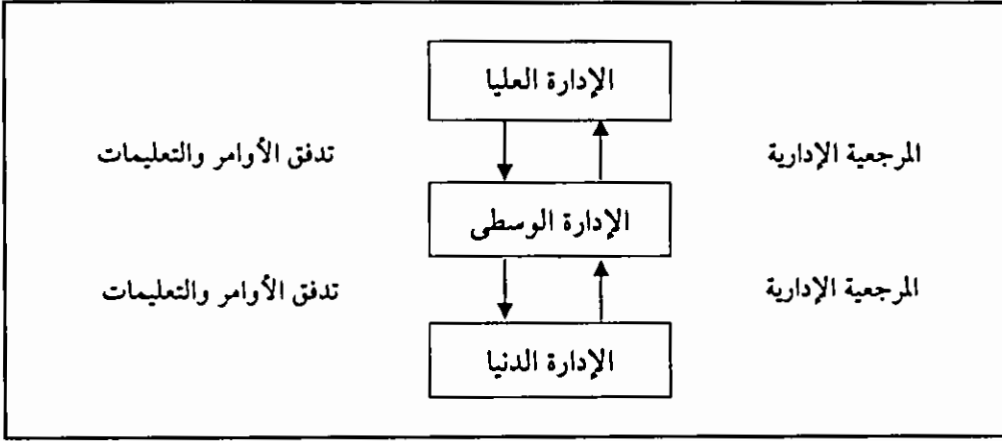 الإدارة العليا
المرجعية الإدارية
تدفق الأوامر والتعليمات
الإدارة الوسطى
المرجعية الإدارية
تدفق الأوامر والتعليمات
الإدارة الدنيا